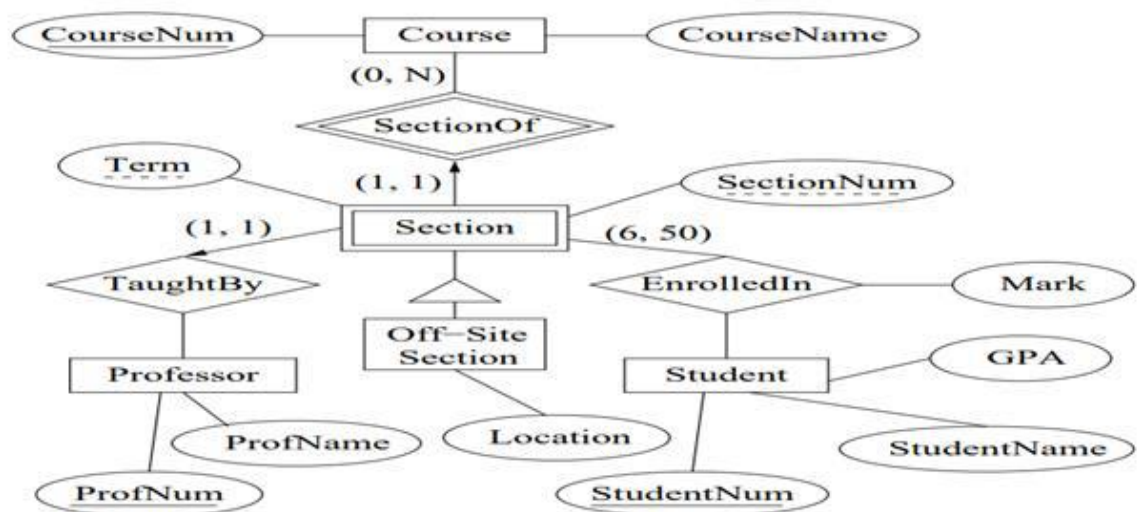 CourseNum
Course
CourseName
(0, N)
SectionOf
Term
(1, 1)
SectionNum
(1, 1)
Section
(6, 50)
TaughtBy
EnrolledIn
Mark
Off-Site
Section
Professor
Student
GPA
ProfName
Location
StudentName
ProfNum
StudentNum